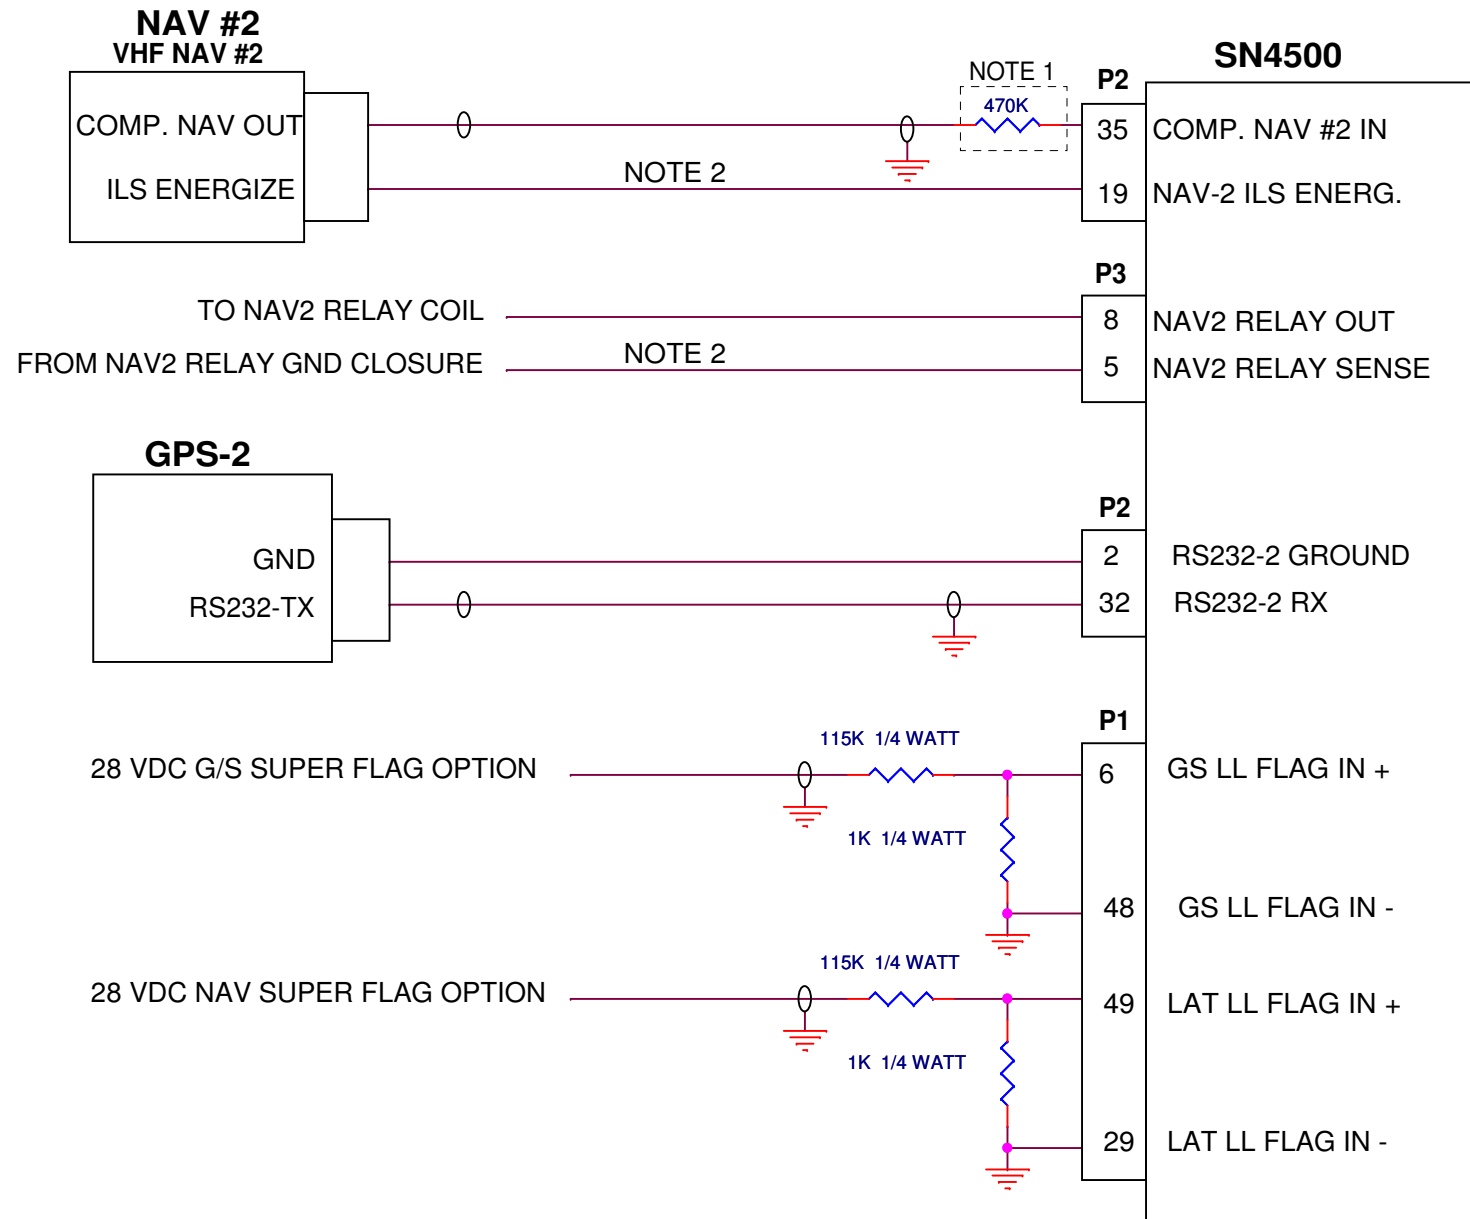 NAV #2
VHF NAV #2
SN4500
NOTE 1
P2
470K
COMP. NAV OUT
35
COMP. NAV #2 IN
ILS ENERGIZE
NOTE 2
19
NAV-2 ILS ENERG.
P3
TO NAV2 RELAY COIL
8
NAV2 RELAY OUT
FROM NAV2 RELAY GND CLOSURE
NOTE 2
5
NAV2 RELAY SENSE
GPS-2
P2
GND
2
RS232-2 GROUND
RS232-TX
32
RS232-2 RX
P1
115K 1/4 WATT
28 VDC G/S SUPER FLAG OPTION
6
GS LL FLAG IN +
1K 1/4 WATT
48
GS LL FLAG IN -
115K 1/4 WATT
28 VDC NAV SUPER FLAG OPTION
49
LAT LL FLAG IN +
1K 1/4 WATT
29
LAT LL FLAG IN -